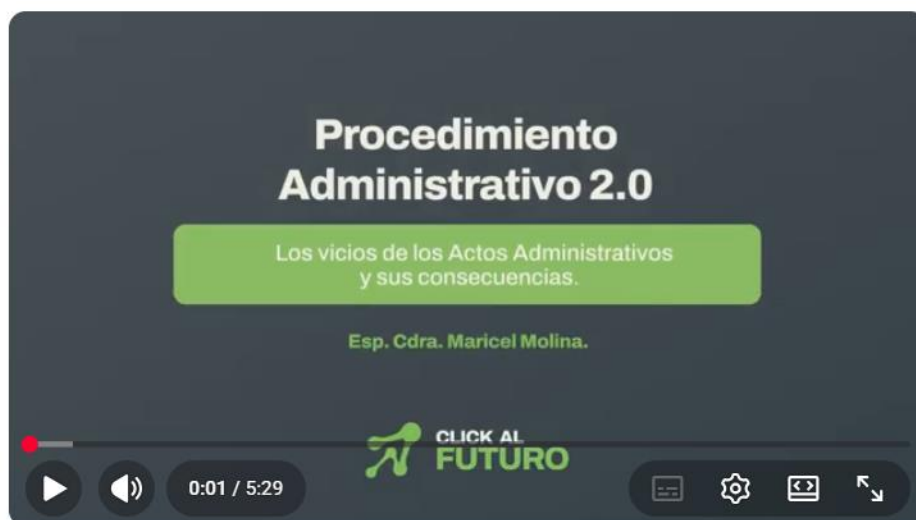 Procedimiento
Administrativo 2.0
Los vicios de los Actos Administrativos
y sus consecuencias.
Esp. Cdra. Maricel Molina.
CLICK AL
FUTURO
0:01 / 5:29